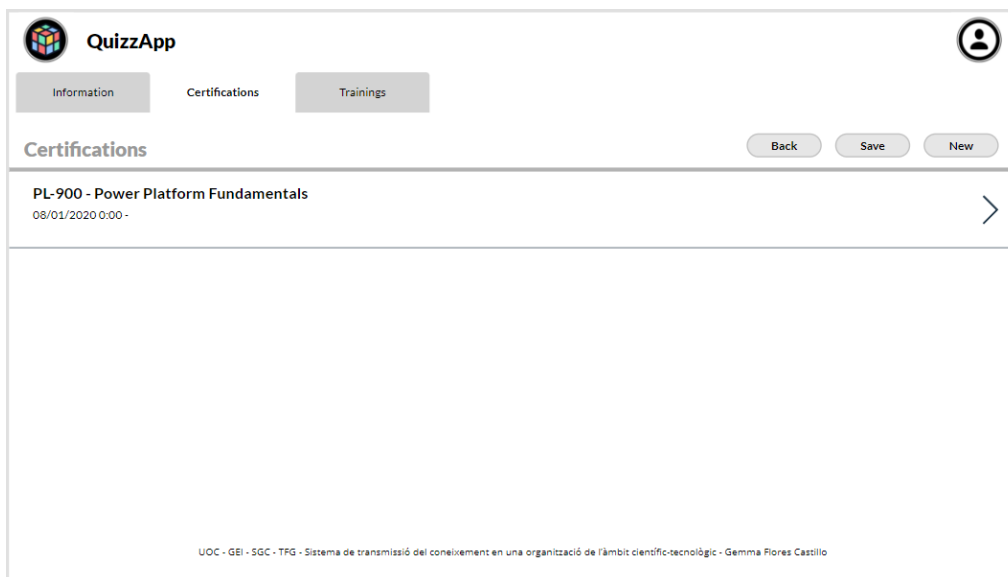 QuizzApp
Information Certifications Trainings
Certifications Back Save New
PL-900 - Power Platform Fundamentals
08/01/2020 0:00 -
UOC - GEI - SGC - TFG - Sistema de transmissió del coneixement en una organització de l'àmbit científic-tecnològic - Gemma Flores Castillo